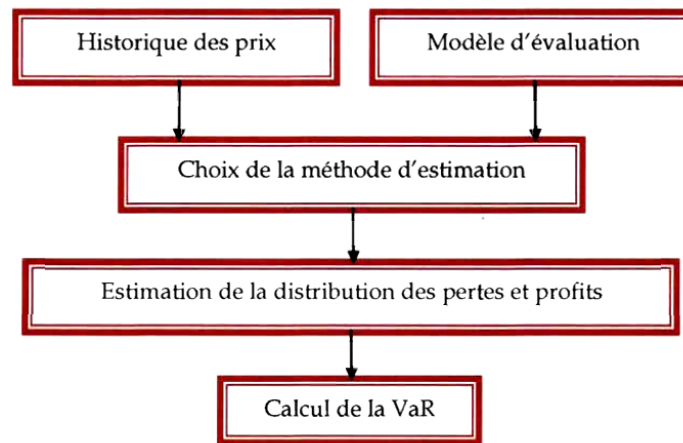 Historique des prix
Modèle d'évaluation
Choix de la méthode d'estimation
Estimation de la distribution des pertes et profits
Calcul de la VaR